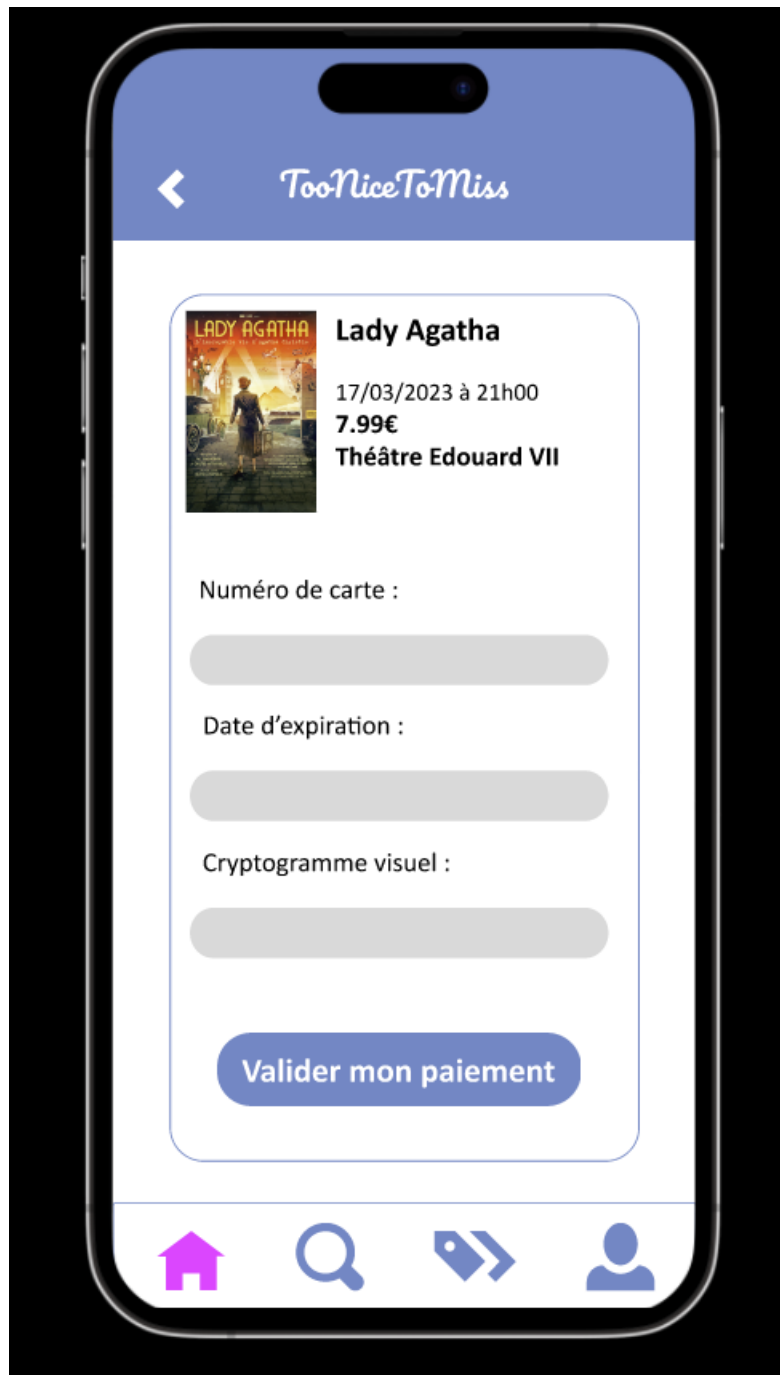 TooNiceToMiss
LADY AGATHA
Lady Agatha
17/03/2023 à 21h00
7.99€
Théâtre Edouard VII
Numéro de carte :
Date d’expiration :
Cryptogramme visuel :
Valider mon paiement